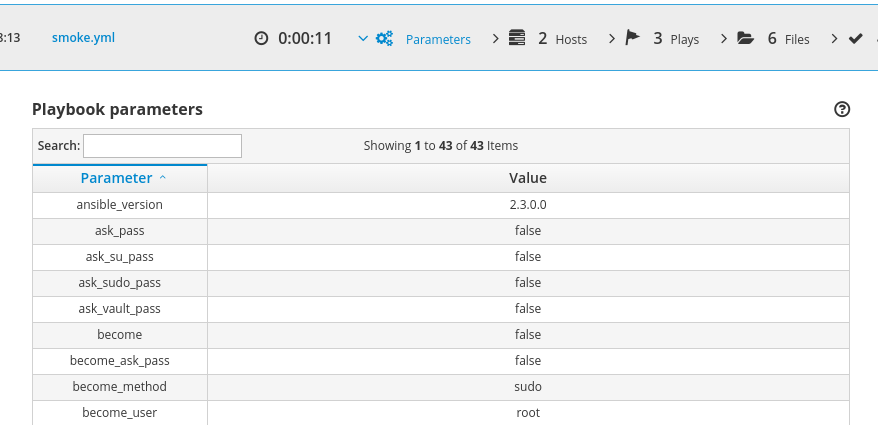 3:13 smoke.yml 0:00:11 Parameters 2 Hosts 3 Plays 6 Files
Playbook parameters
Search: Showing 1 to 43 of 43 Items
Parameter Value
ansible_version 2.3.0.0
ask_pass false
ask_su_pass false
ask_sudo_pass false
ask_vault_pass false
become false
become_ask_pass false
become_method sudo
become_user root